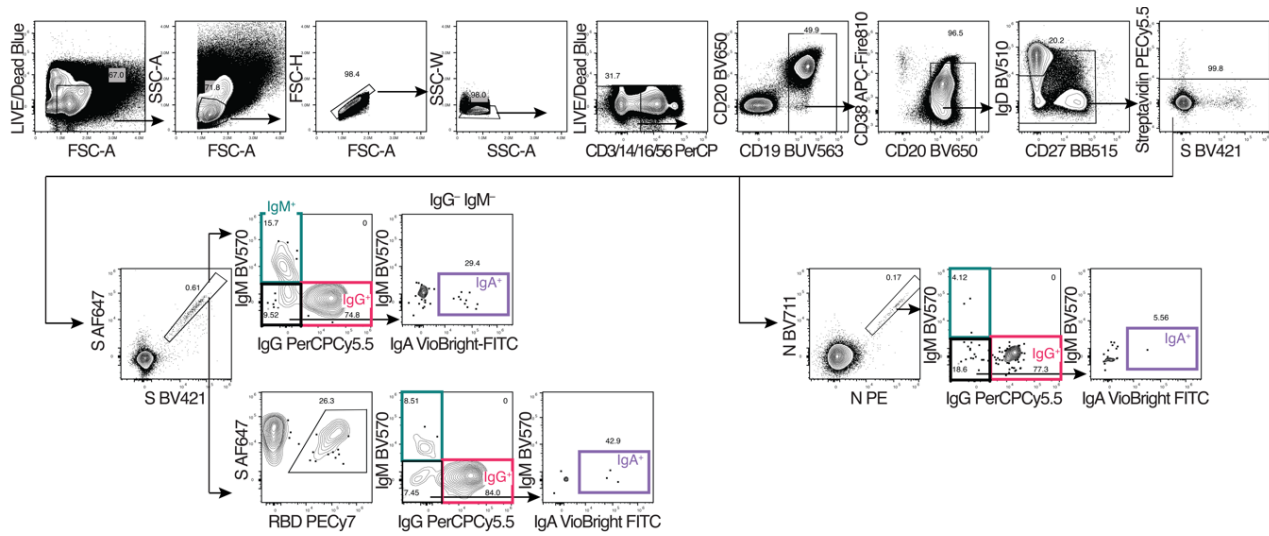 LIVE/Dead Blue
67.0
FSC-A
SSC-A
71.8
FSC-A
FSC-H
98.4
FSC-A
SSC-W
98.0
SSC-A
LIVE/Dead Blue
31.7
CD3/14/16/56 PerCP
CD20 BV650
49.9
CD19 BUV563
CD38 APC-Fire810
96.5
CD20 BV650
IgD BV510
20.2
CD27 BB515
Streptavidin PECy5.5
99.8
S BV421
S AF647
0.61
S BV421
IgM⁺
15.7
0
9.52
74.8
IgG⁺
IgM BV570
IgG PerCPCy5.5
IgG⁻ IgM⁻
29.4
IgA⁺
IgM BV570
IgA VioBright-FITC
S AF647
26.3
RBD PECy7
IgM BV570
8.51
0
7.45
84.0
IgG⁺
IgG PerCPCy5.5
IgM BV570
42.9
IgA⁺
IgA VioBright FITC
N BV711
0.17
N PE
IgM BV570
4.12
0
18.6
77.3
IgG⁺
IgG PerCPCy5.5
IgM BV570
5.56
IgA⁺
IgA VioBright FITC